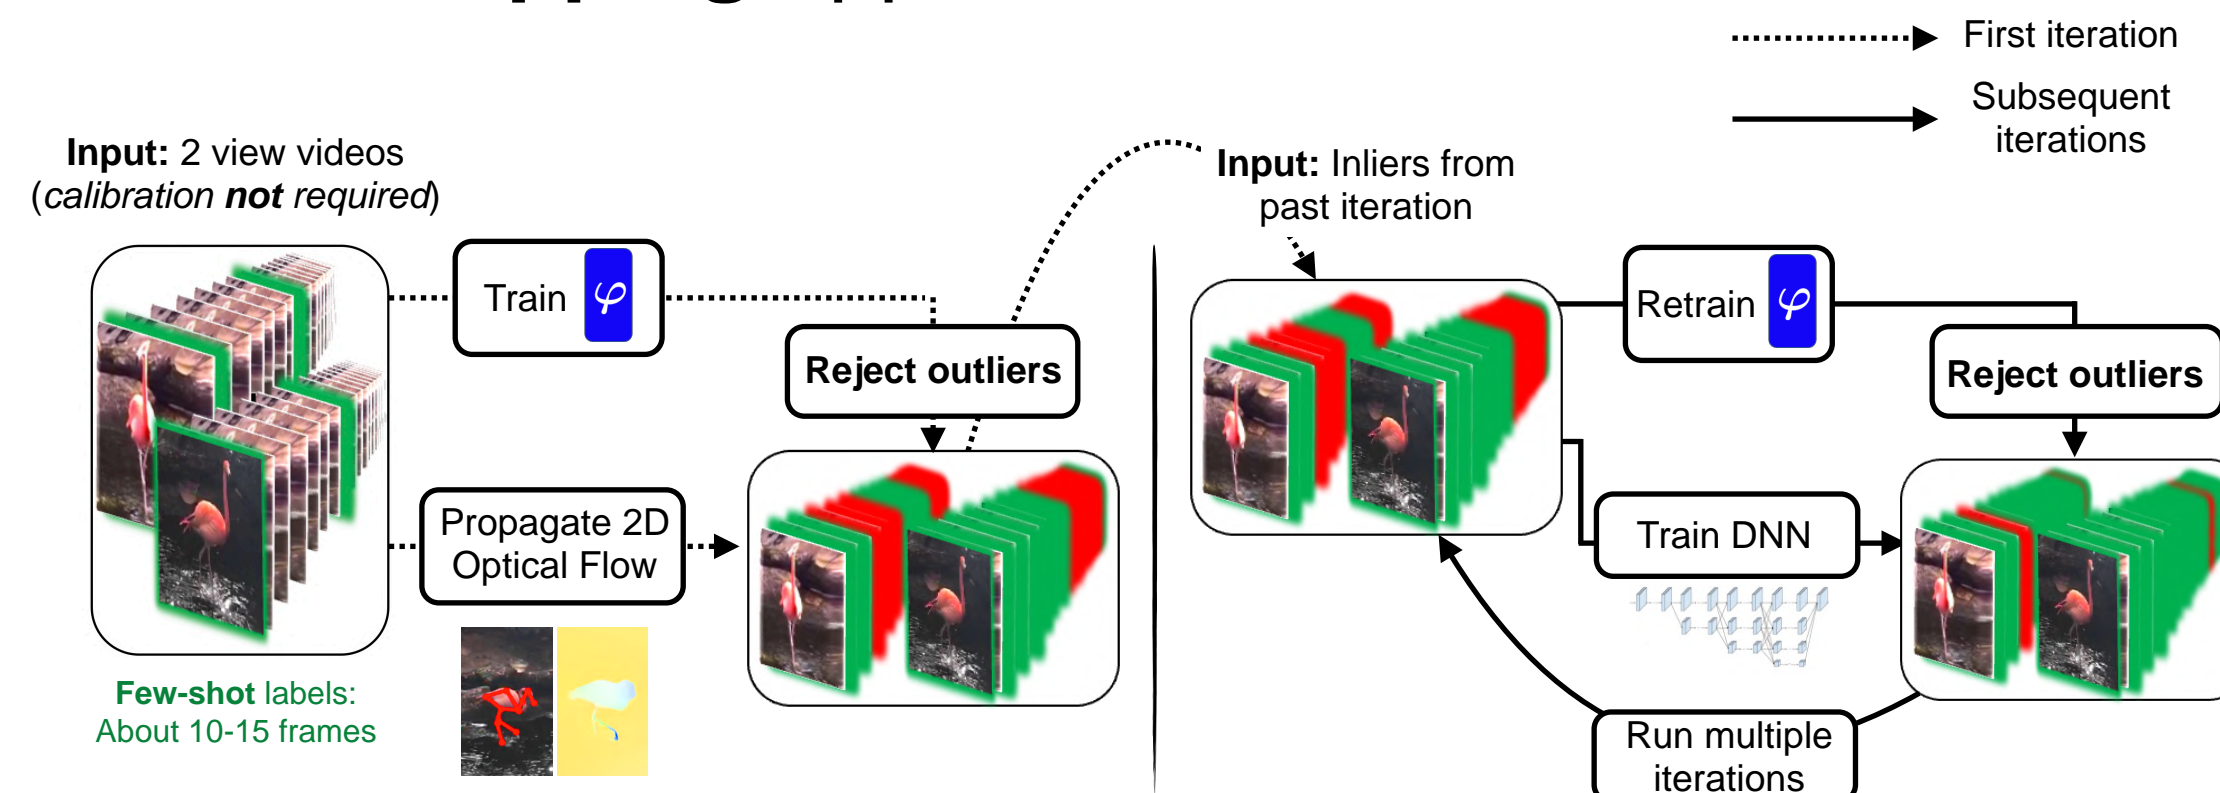 First iteration
Subsequent
iterations
Input: 2 view videos
(calibration not required)
Train φ
Reject outliers
Propagate 2D
Optical Flow
Few-shot labels:
About 10-15 frames
Input: Inliers from
past iteration
Retrain φ
Reject outliers
Train DNN
Run multiple
iterations